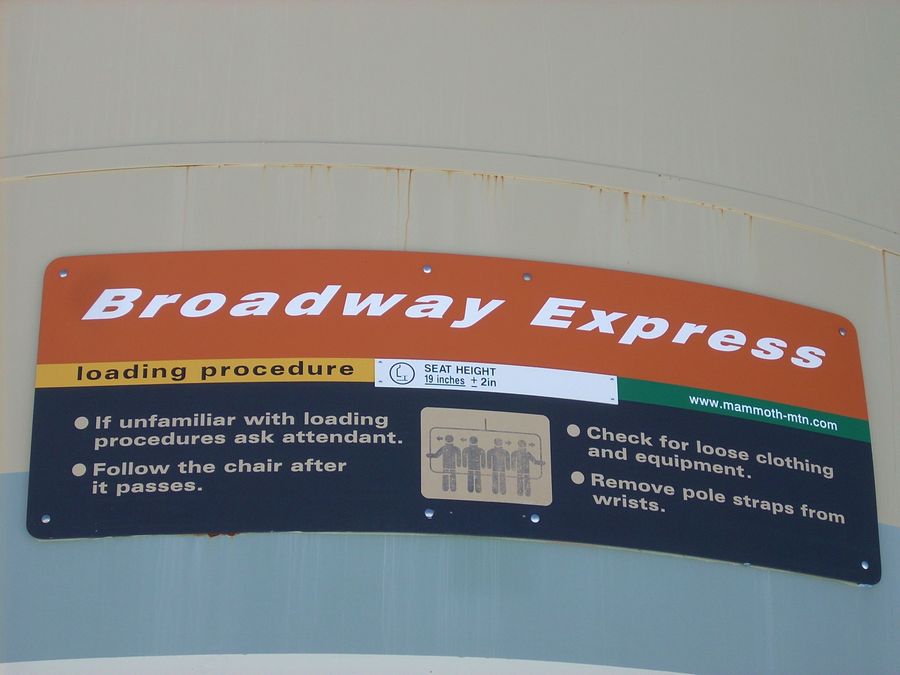 Broadway Express
loading procedure
SEAT HEIGHT
19 inches ± 2in
www.mammoth-mtn.com
If unfamiliar with loading
procedures ask attendant.
Follow the chair after
it passes.
Check for loose clothing
and equipment.
Remove pole straps from
wrists.